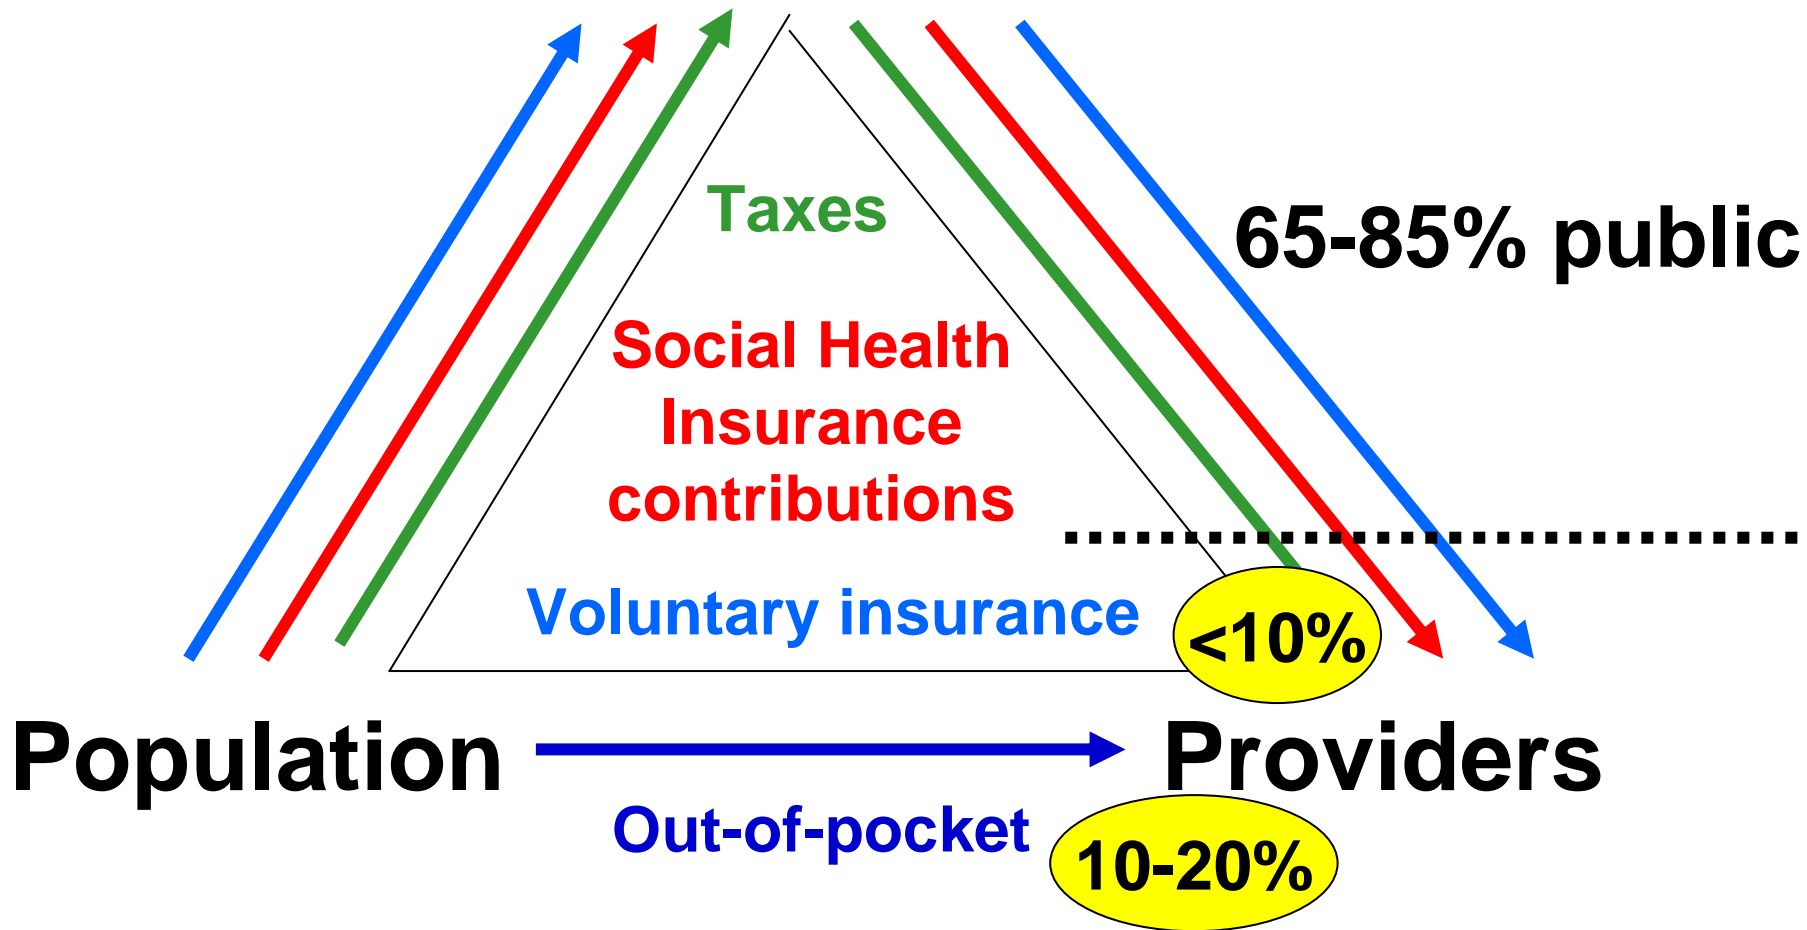 Taxes
65-85% public
Social Health
Insurance
contributions
Voluntary insurance
<10%
Population
Providers
Out-of-pocket
10-20%